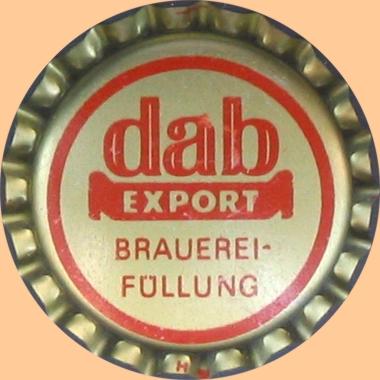 dab
EXPORT
BRAUEREI-
FÜLLUNG
H